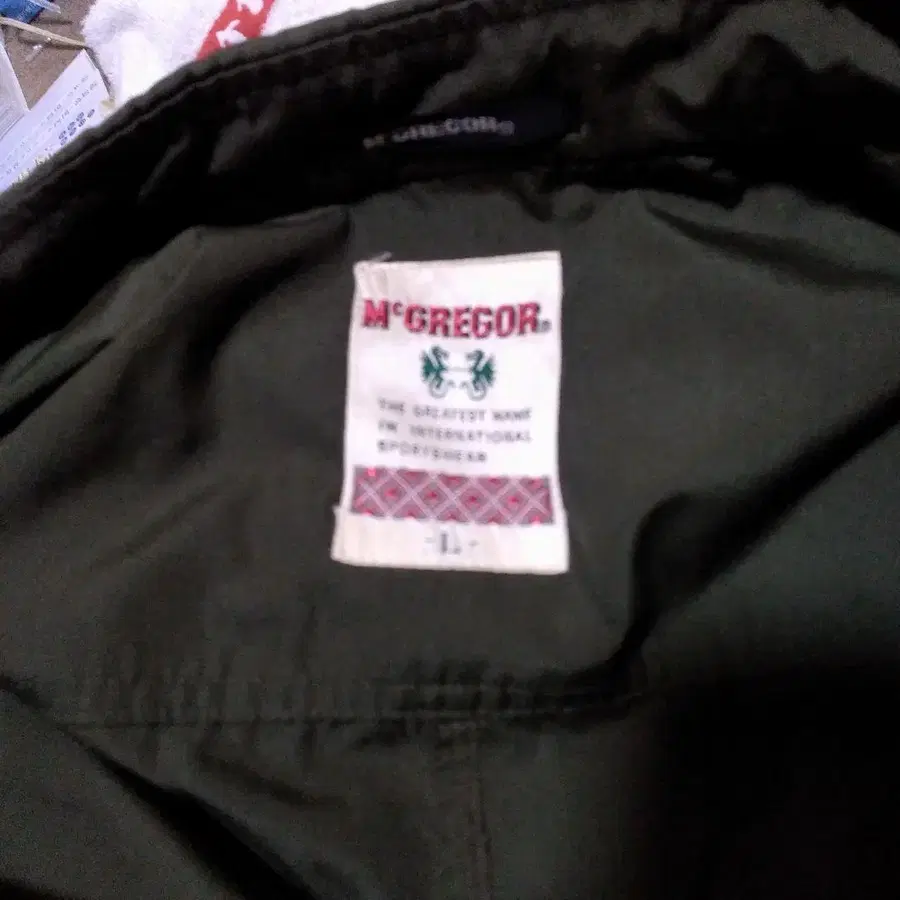 McGREGOR®
McGREGOR®
THE GREATEST NAME
IN INTERNATIONAL
SPORTSWEAR
-L-